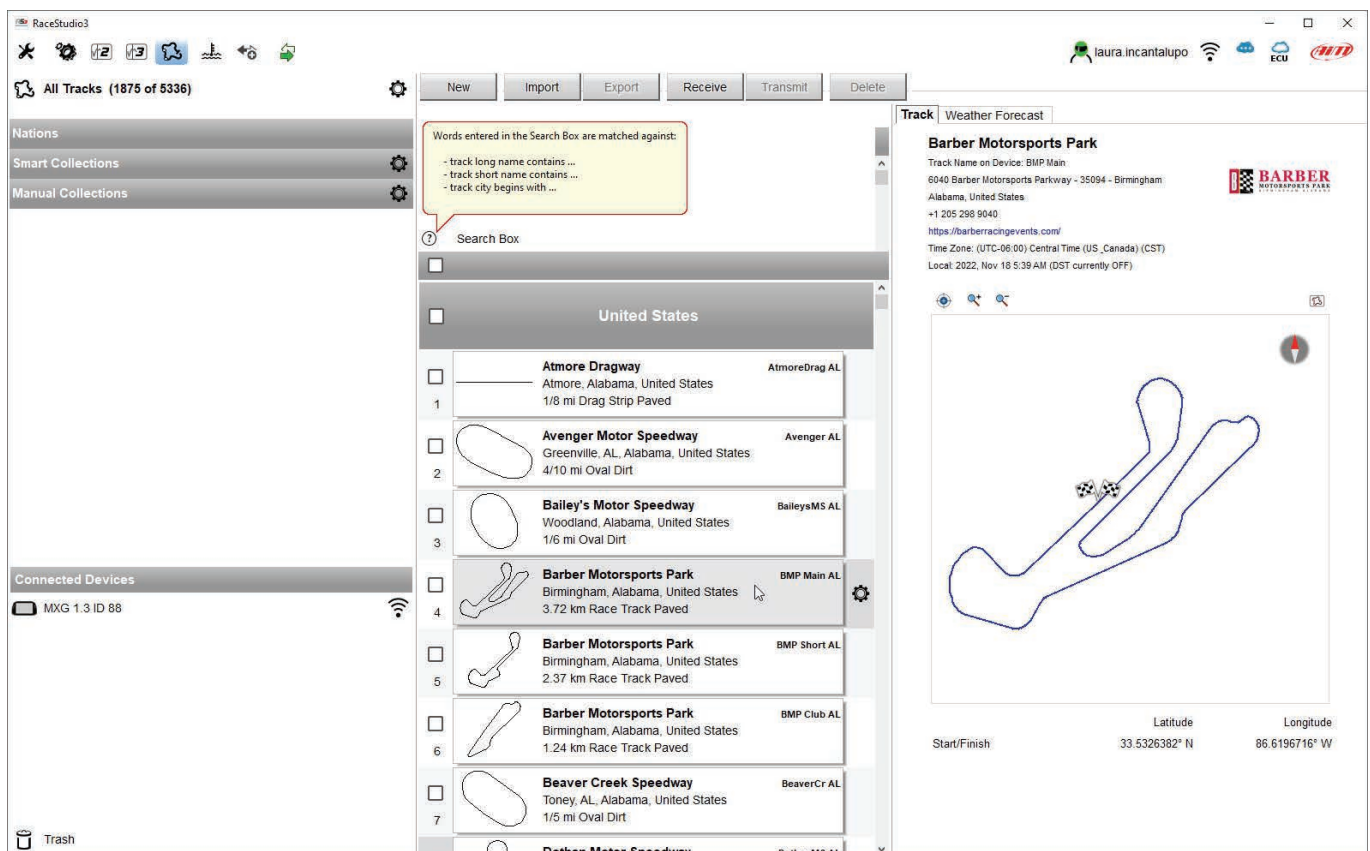 RaceStudio3
laura.incantalupo
ECU
AiM
All Tracks (1875 of 5336)
Nations
Smart Collections
Manual Collections
Connected Devices
MXG 1.3 ID 88
Trash
New Import Export Receive Transmit Delete
Words entered in the Search Box are matched against:
- track long name contains ...
- track short name contains ...
- track city begins with ...
? Search Box
United States
Atmore Dragway AtmoreDrag AL
Atmore, Alabama, United States
1/8 mi Drag Strip Paved
1
Avenger Motor Speedway Avenger AL
Greenville, AL, Alabama, United States
4/10 mi Oval Dirt
2
Bailey's Motor Speedway BaileysMS AL
Woodland, Alabama, United States
1/6 mi Oval Dirt
3
Barber Motorsports Park BMP Main AL
Birmingham, Alabama, United States
3.72 km Race Track Paved
4
Barber Motorsports Park BMP Short AL
Birmingham, Alabama, United States
2.37 km Race Track Paved
5
Barber Motorsports Park BMP Club AL
Birmingham, Alabama, United States
1.24 km Race Track Paved
6
Beaver Creek Speedway BeaverCr AL
Toney, AL, Alabama, United States
1/5 mi Oval Dirt
7
Track Weather Forecast
Barber Motorsports Park
Track Name on Device: BMP Main
6040 Barber Motorsports Parkway - 35094 - Birmingham
Alabama, United States
+1 205 298 9040
https://barberracingevents.com/
Time Zone: (UTC-06:00) Central Time (US_Canada) (CST)
Local: 2022, Nov 18 5:39 AM (DST currently OFF)
BARBER
MOTORSPORTS PARK
BIRMINGHAM ALABAMA
Latitude Longitude
Start/Finish 33.5326382° N 86.6196716° W